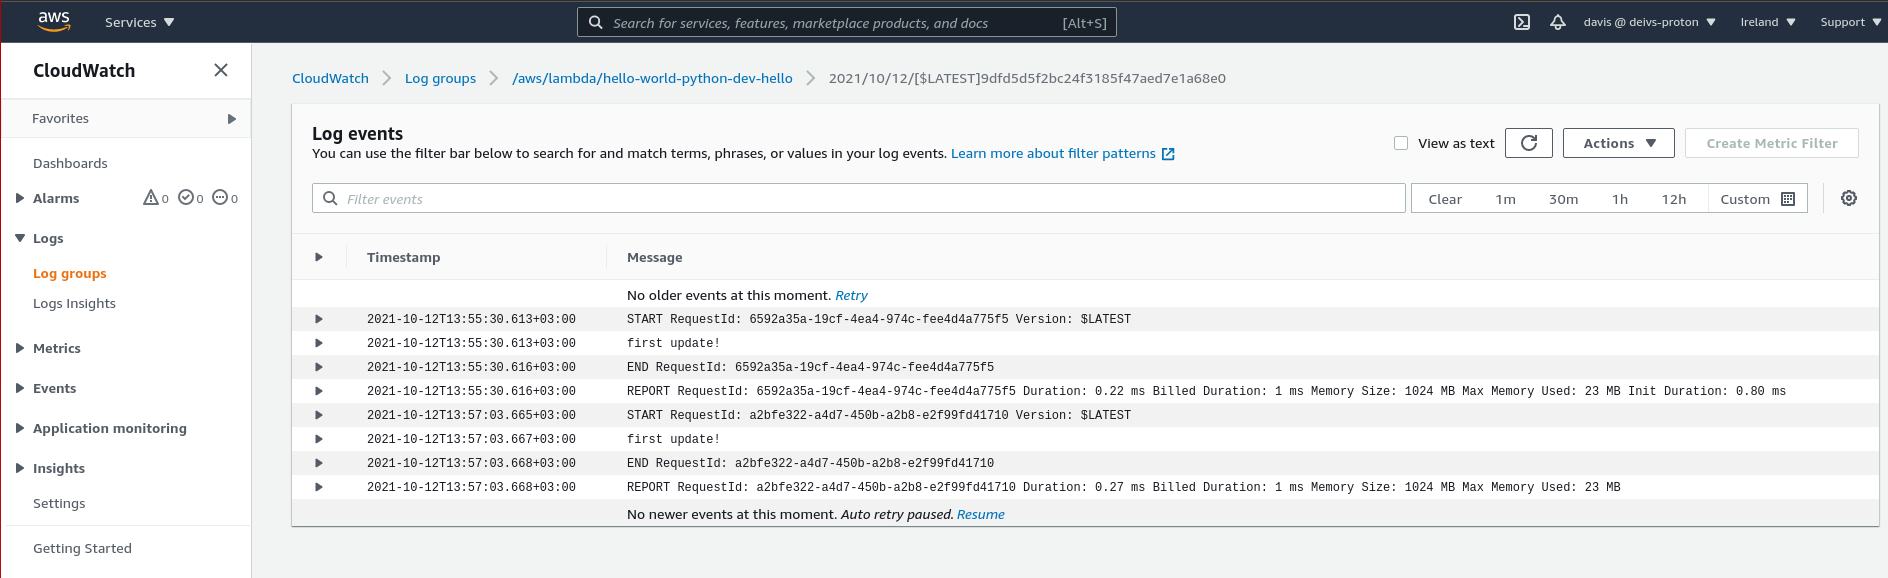 aws Services Search for services, features, marketplace products, and docs [Alt+S] davis @ deivs-proton Ireland Support
CloudWatch
Favorites
Dashboards
Alarms 0 0 0
Logs
Log groups
Logs Insights
Metrics
Events
Application monitoring
Insights
Settings
Getting Started
CloudWatch Log groups /aws/lambda/hello-world-python-dev-hello 2021/10/12/[$LATEST]9dfd5d5f2bc24f3185f47aed7e1a68e0
Log events
You can use the filter bar below to search for and match terms, phrases, or values in your log events. Learn more about filter patterns
View as text Actions Create Metric Filter
Filter events Clear 1m 30m 1h 12h Custom
Timestamp Message
No older events at this moment. Retry
2021-10-12T13:55:30.613+03:00 START RequestId: 6592a35a-19cf-4ea4-974c-fee4d4a775f5 Version: $LATEST
2021-10-12T13:55:30.613+03:00 first update!
2021-10-12T13:55:30.616+03:00 END RequestId: 6592a35a-19cf-4ea4-974c-fee4d4a775f5
2021-10-12T13:55:30.616+03:00 REPORT RequestId: 6592a35a-19cf-4ea4-974c-fee4d4a775f5 Duration: 0.22 ms Billed Duration: 1 ms Memory Size: 1024 MB Max Memory Used: 23 MB Init Duration: 0.80 ms
2021-10-12T13:57:03.665+03:00 START RequestId: a2bfe322-a4d7-450b-a2b8-e2f99fd41710 Version: $LATEST
2021-10-12T13:57:03.667+03:00 first update!
2021-10-12T13:57:03.668+03:00 END RequestId: a2bfe322-a4d7-450b-a2b8-e2f99fd41710
2021-10-12T13:57:03.668+03:00 REPORT RequestId: a2bfe322-a4d7-450b-a2b8-e2f99fd41710 Duration: 0.27 ms Billed Duration: 1 ms Memory Size: 1024 MB Max Memory Used: 23 MB
No newer events at this moment. Auto retry paused. Resume